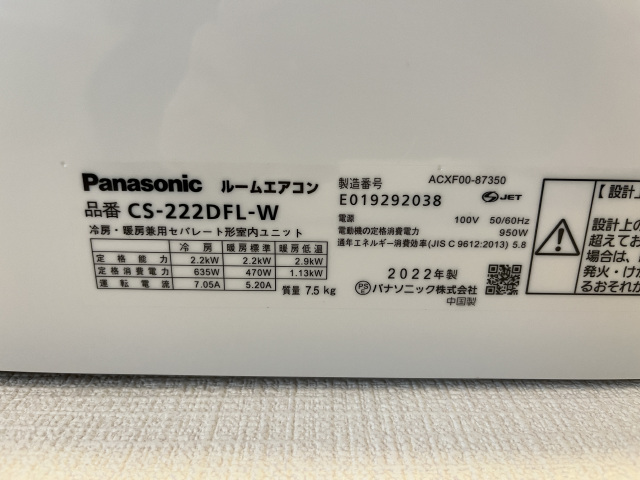 Panasonic ルームエアコン
品番 CS-222DFL-W
冷房・暖房兼用セパレート形室内ユニット
冷 房 暖房標準 暖房低温
定 格 能 力 2.2kW 2.2kW 2.9kW
定格消費電力 635W 470W 1.13kW
運 転 電 流 7.05A 5.20A
質量 7.5 kg
製造番号 ACXF00-87350
E019292038 JET
電源 100V 50/60Hz
電動機の定格消費電力 950W
通年エネルギー消費効率(JIS C 9612:2013) 5.8
2022年製
PS E パナソニック株式会社
中国製
【設計上
設計上の
超えてお
場合は、
発火・けか
るおそれか